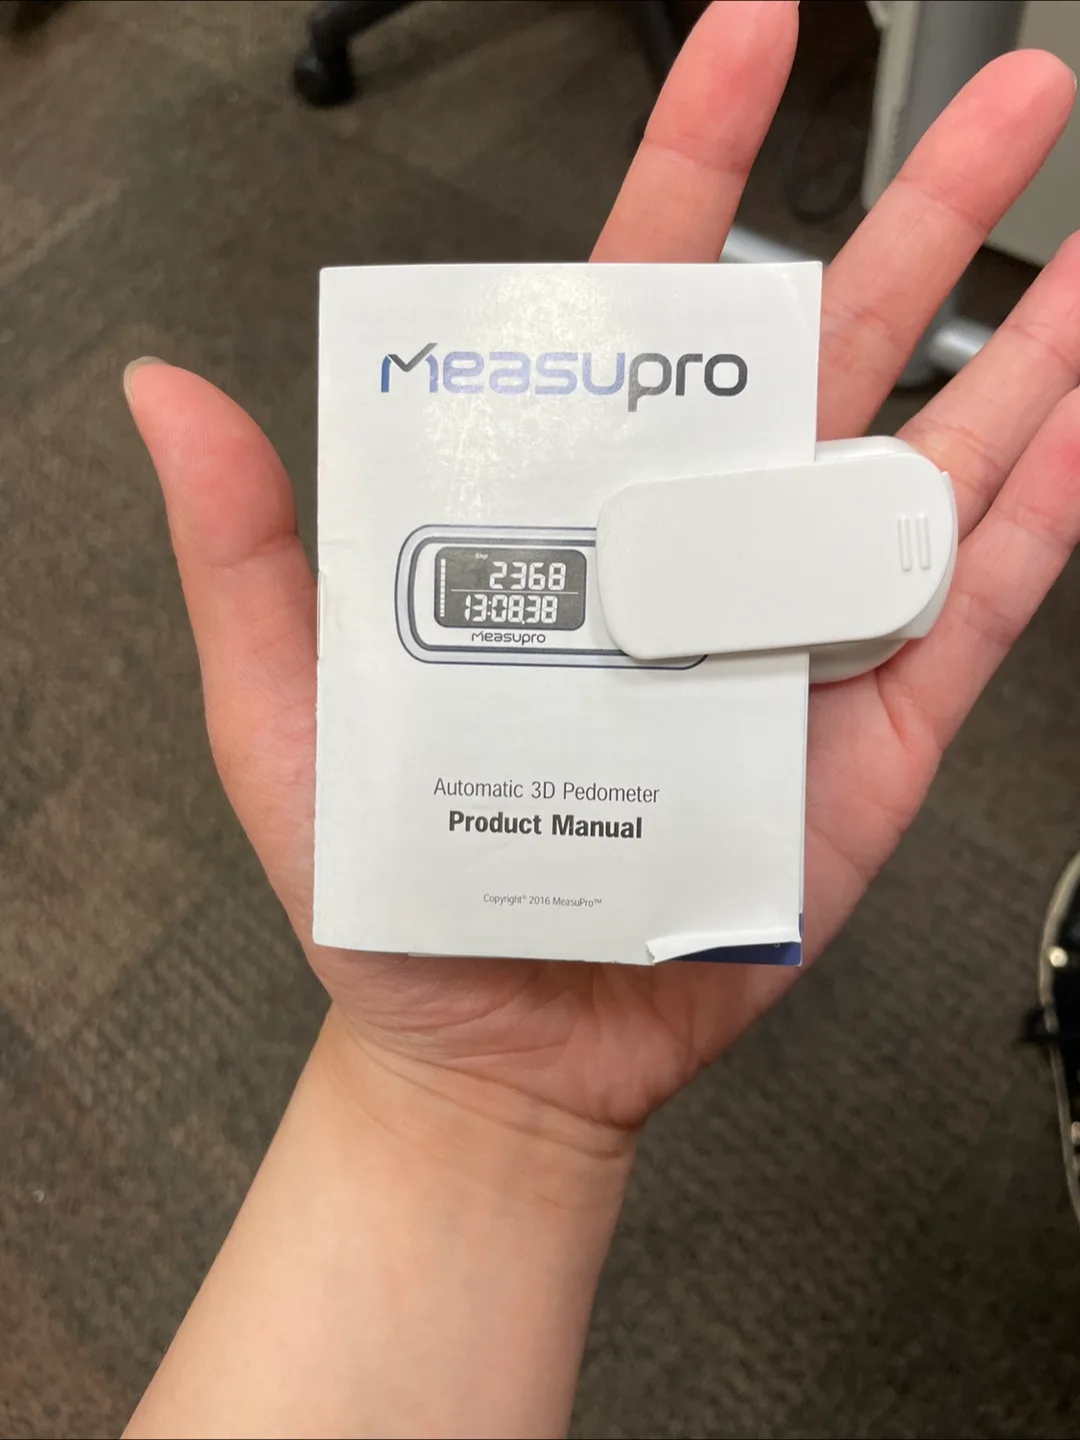 Measupro
Step
2368
13:08.38
Measupro
Automatic 3D Pedometer
Product Manual
Copyright© 2016 MeasuPro™